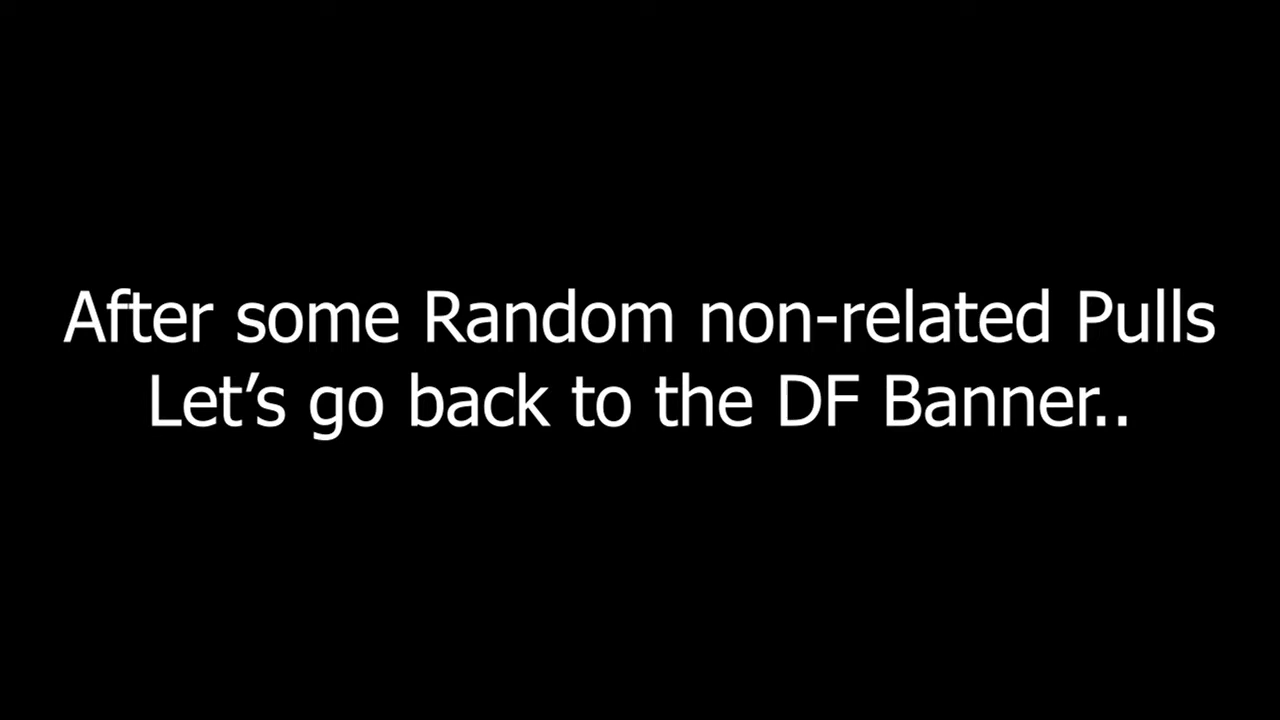 After some Random non-related Pulls
Let’s go back to the DF Banner..